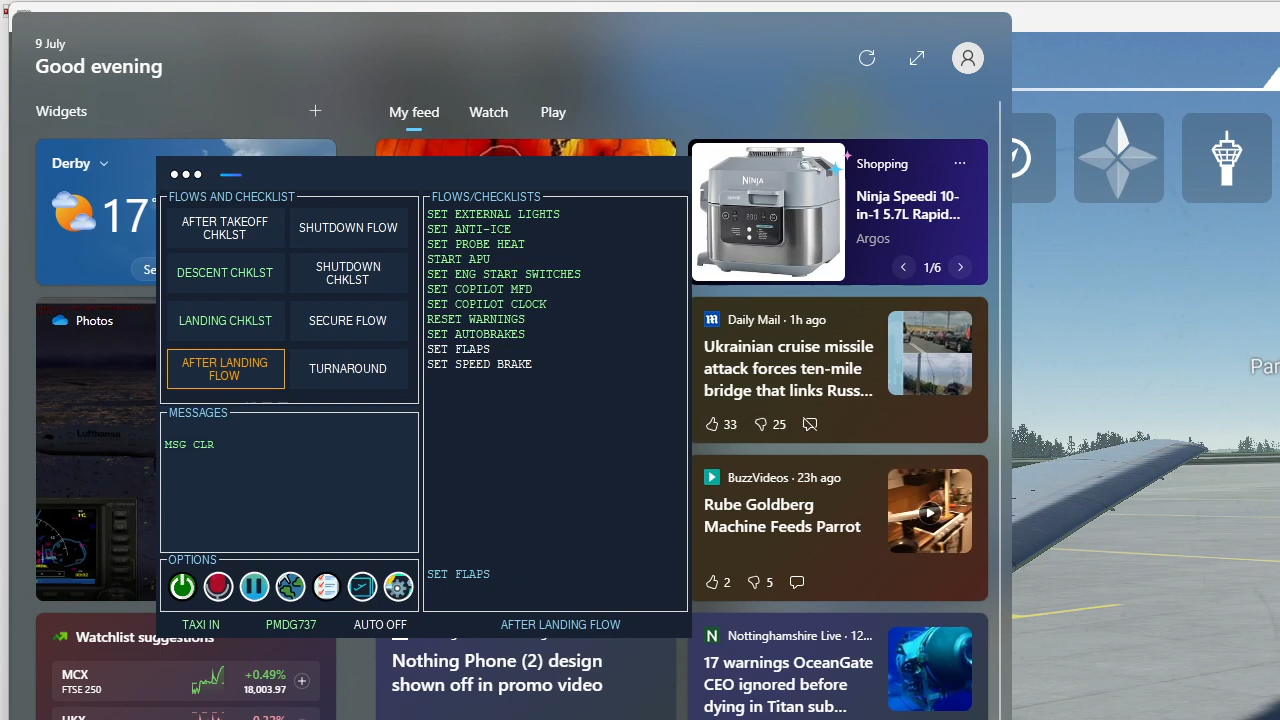 9 July
Good evening
Widgets
My feed
Watch
Play
Derby
17°
Se
Photos
Lufthansa
Watchlist suggestions
MCX
FTSE 250
+0.49%
18,003.97
FLOWS AND CHECKLIST
AFTER TAKEOFF
CHKLST
SHUTDOWN FLOW
DESCENT CHKLST
SHUTDOWN
CHKLST
LANDING CHKLST
SECURE FLOW
AFTER LANDING
FLOW
TURNAROUND
MESSAGES
MSG CLR
OPTIONS
TAXI IN
PMDG737
AUTO OFF
FLOWS/CHECKLISTS
SET EXTERNAL LIGHTS
SET ANTI-ICE
SET PROBE HEAT
START APU
SET ENG START SWITCHES
SET COPILOT MFD
SET COPILOT CLOCK
RESET WARNINGS
SET AUTOBRAKES
SET FLAPS
SET SPEED BRAKE
SET FLAPS
AFTER LANDING FLOW
Nothing Phone (2) design
shown off in promo video
NINJA
Shopping
Ninja Speedi 10-
in-1 5.7L Rapid...
Argos
1/6
Daily Mail · 1h ago
Ukrainian cruise missile
attack forces ten-mile
bridge that links Russ...
33
25
BuzzVideos · 23h ago
Rube Goldberg
Machine Feeds Parrot
2
5
Nottinghamshire Live · 12...
17 warnings OceanGate
CEO ignored before
dying in Titan sub...
Par